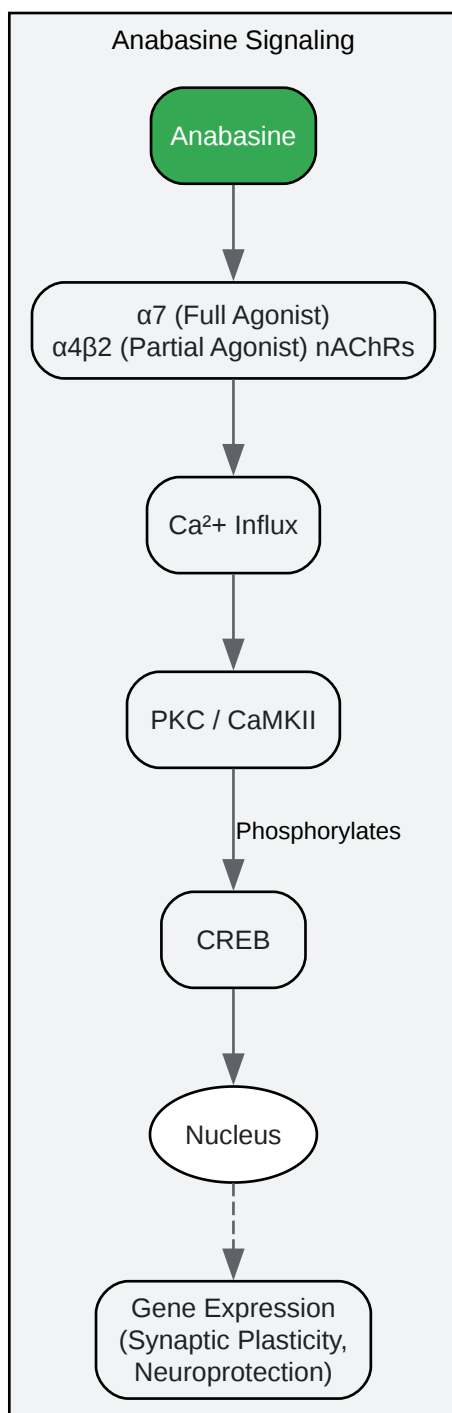 Anabasine Signaling
Anabasine
α7 (Full Agonist)
α4β2 (Partial Agonist) nAChRs
Ca²+ Influx
PKC / CaMKII
Phosphorylates
CREB
Nucleus
Gene Expression
(Synaptic Plasticity,
Neuroprotection)